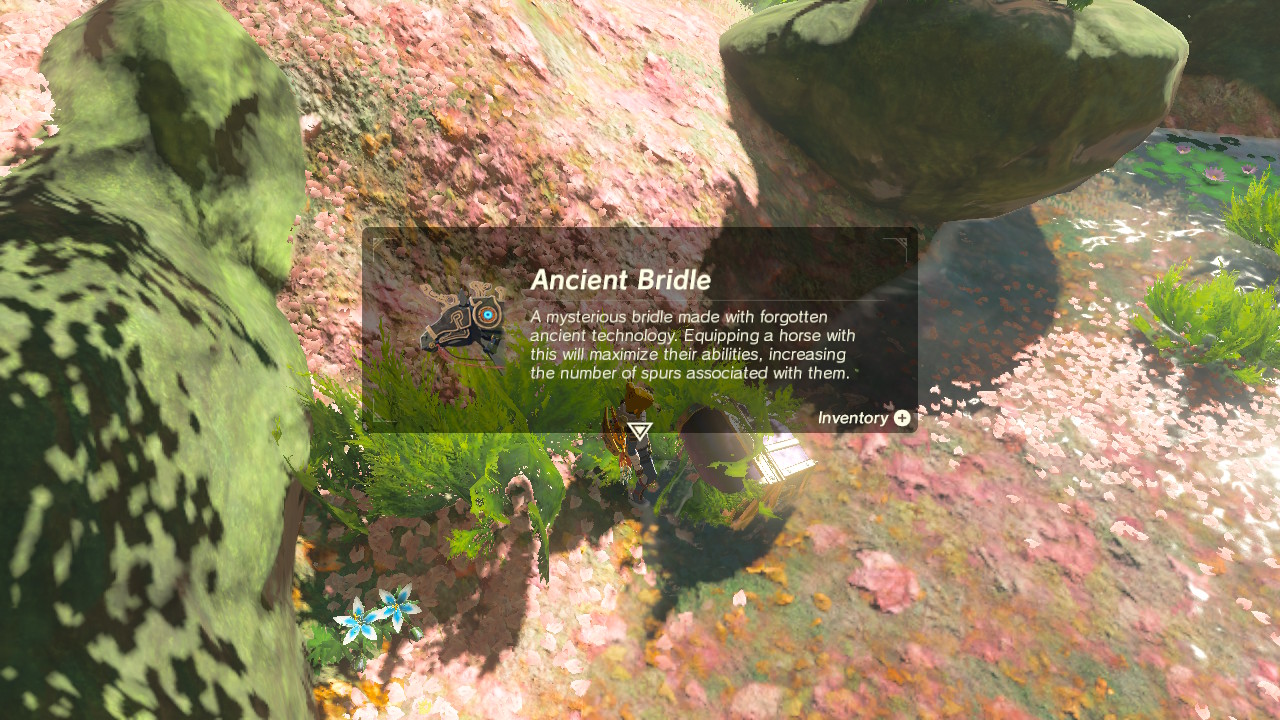 Ancient Bridle
A mysterious bridle made with forgotten
ancient technology. Equipping a horse with
this will maximize their abilities, increasing
the number of spurs associated with them.
Inventory